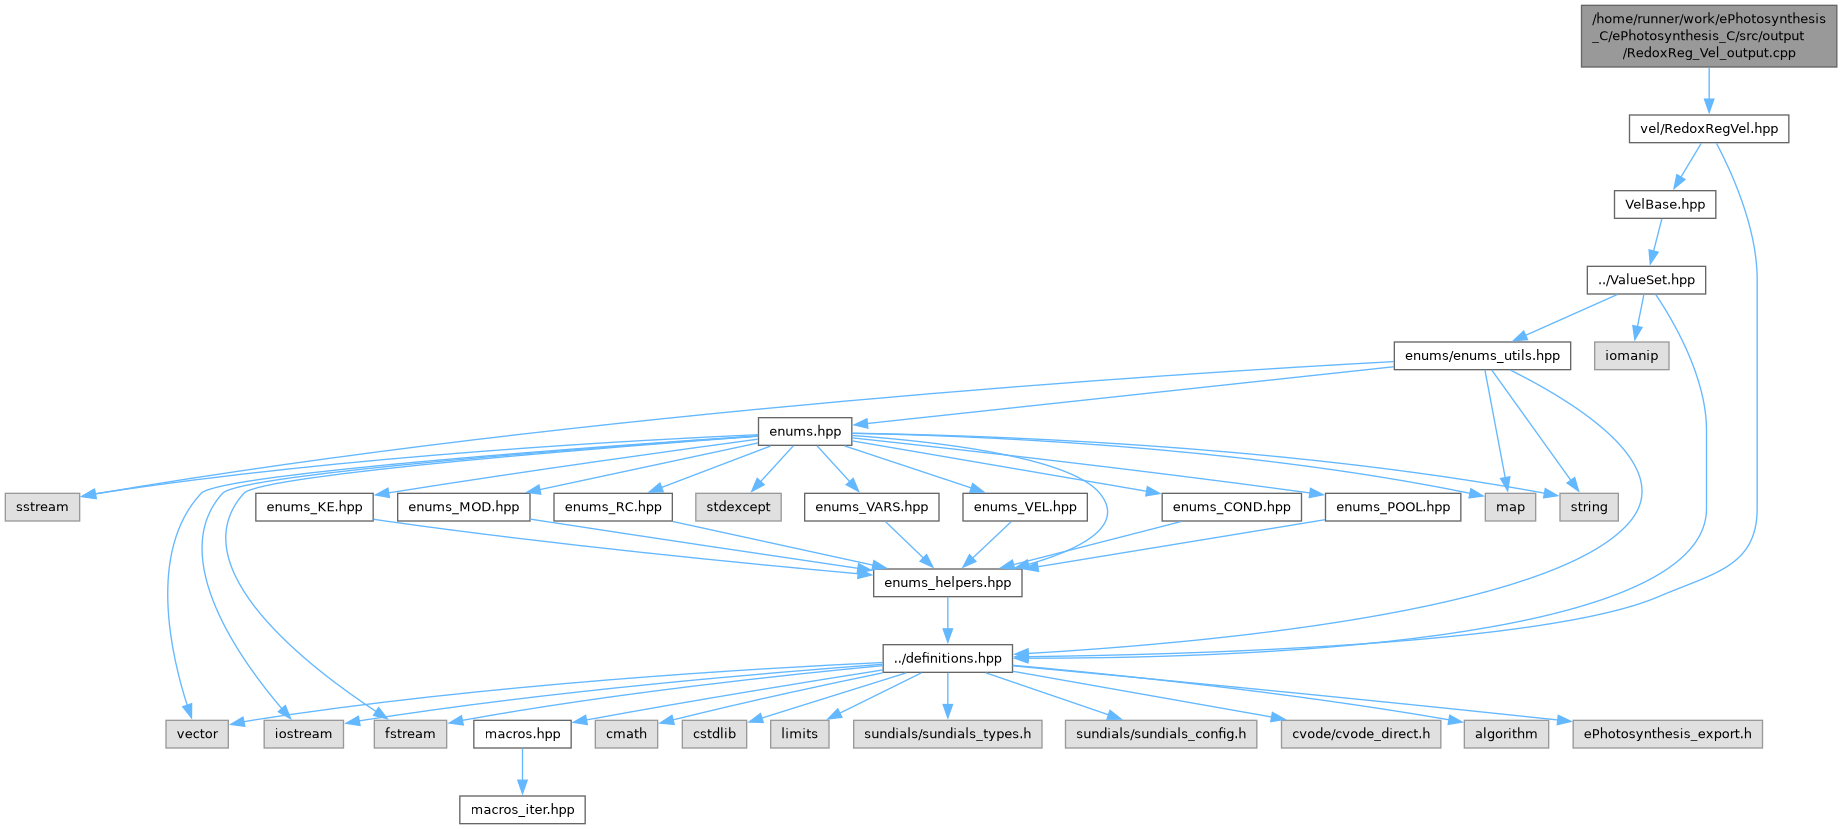 /home/runner/work/ePhotosynthesis
_C/ePhotosynthesis_C/src/output
/RedoxReg_Vel_output.cpp
vel/RedoxRegVel.hpp
VelBase.hpp
../ValueSet.hpp
enums/enums_utils.hpp
iomanip
enums.hpp
sstream
enums_KE.hpp
enums_MOD.hpp
enums_RC.hpp
stdexcept
enums_VARS.hpp
enums_VEL.hpp
enums_COND.hpp
enums_POOL.hpp
map
string
enums_helpers.hpp
../definitions.hpp
vector
iostream
fstream
macros.hpp
cmath
cstdlib
limits
sundials/sundials_types.h
sundials/sundials_config.h
cvode/cvode_direct.h
algorithm
ePhotosynthesis_export.h
macros_iter.hpp